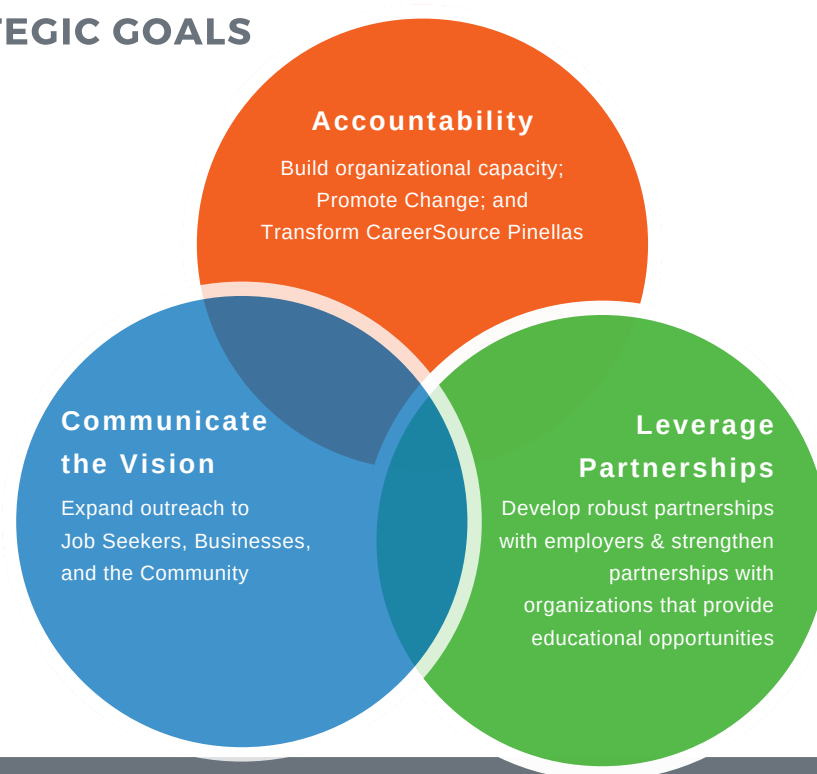 TEGIC GOALS
Accountability
Build organizational capacity;
Promote Change; and
Transform CareerSource Pinellas
Communicate
the Vision
Expand outreach to
Job Seekers, Businesses,
and the Community
Leverage
Partnerships
Develop robust partnerships
with employers & strengthen
partnerships with
organizations that provide
educational opportunities